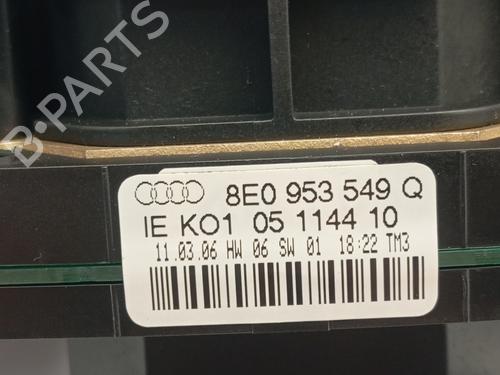 B-PARTS
8E0 953 549 Q
IE KO1 05 1144 10
11.03.06 HW 06 SW 01 18:22 TM3